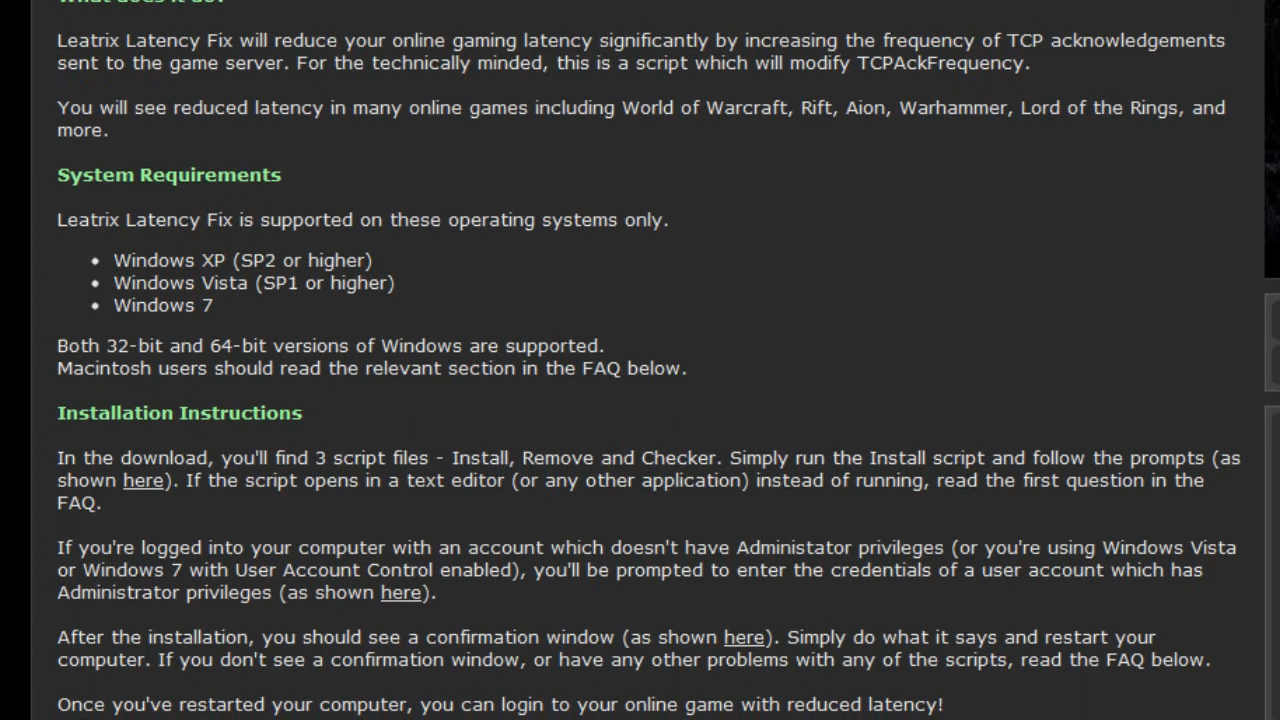 What does it do?
Leatrix Latency Fix will reduce your online gaming latency significantly by increasing the frequency of TCP acknowledgements
sent to the game server. For the technically minded, this is a script which will modify TCPAckFrequency.
You will see reduced latency in many online games including World of Warcraft, Rift, Aion, Warhammer, Lord of the Rings, and
more.
System Requirements
Leatrix Latency Fix is supported on these operating systems only.
• Windows XP (SP2 or higher)
• Windows Vista (SP1 or higher)
• Windows 7
Both 32-bit and 64-bit versions of Windows are supported.
Macintosh users should read the relevant section in the FAQ below.
Installation Instructions
In the download, you'll find 3 script files - Install, Remove and Checker. Simply run the Install script and follow the prompts (as
shown here). If the script opens in a text editor (or any other application) instead of running, read the first question in the
FAQ.
If you're logged into your computer with an account which doesn't have Administator privileges (or you're using Windows Vista
or Windows 7 with User Account Control enabled), you'll be prompted to enter the credentials of a user account which has
Administrator privileges (as shown here).
After the installation, you should see a confirmation window (as shown here). Simply do what it says and restart your
computer. If you don't see a confirmation window, or have any other problems with any of the scripts, read the FAQ below.
Once you've restarted your computer, you can login to your online game with reduced latency!